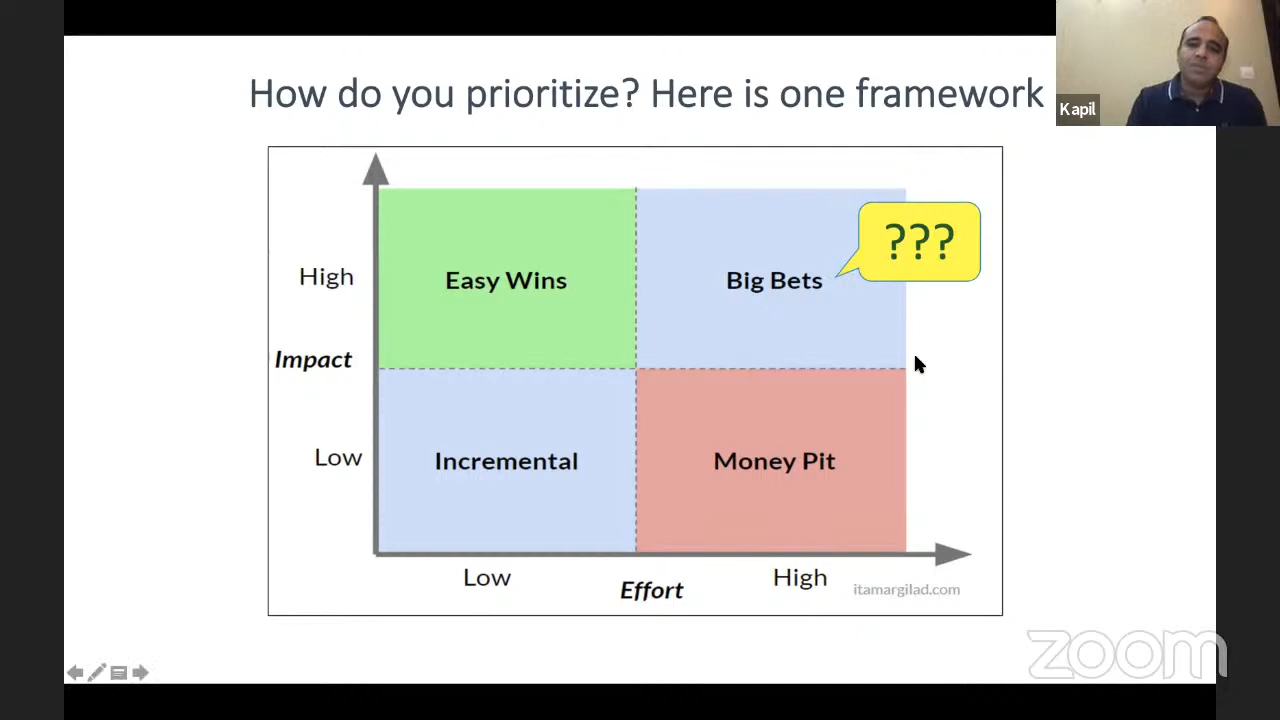 How do you prioritize? Here is one framework
Kapil
???
High
Easy Wins
Big Bets
Impact
Low
Incremental
Money Pit
Low
Effort
High
itamargilad.com
zoom